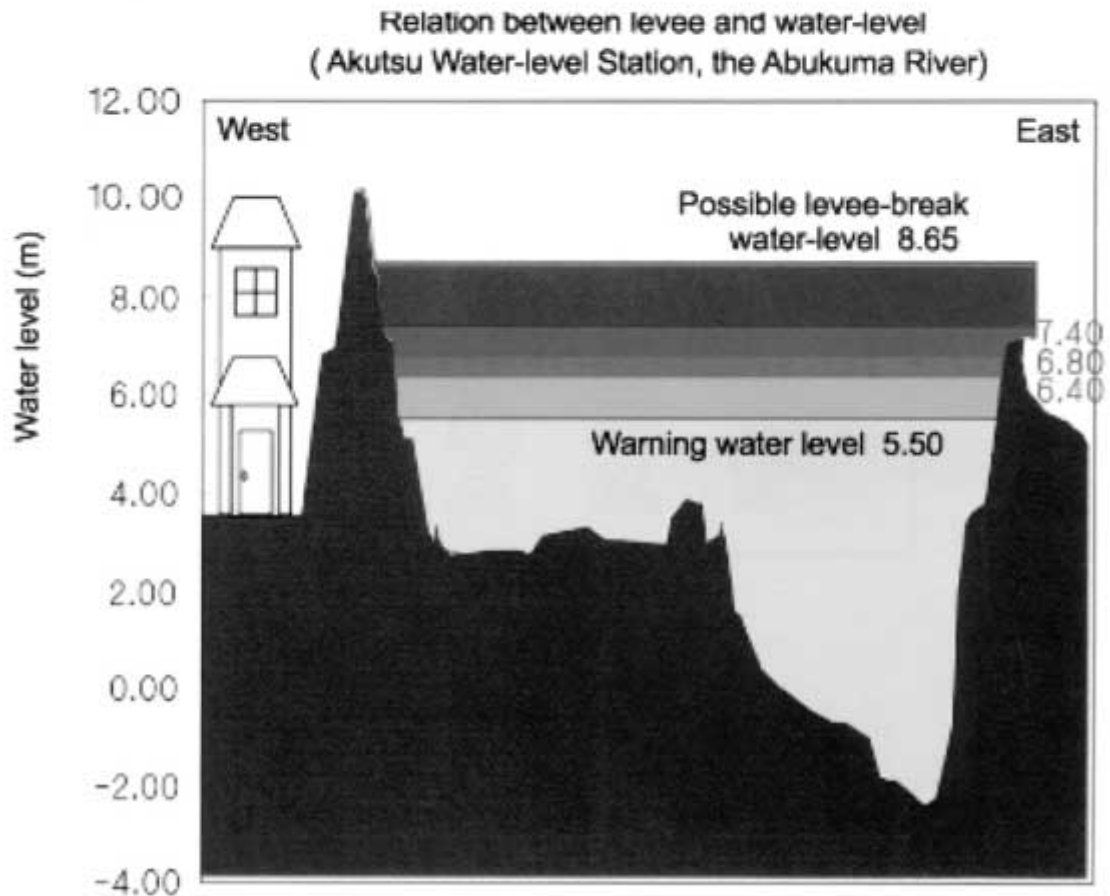 Relation between levee and water-level
( Akutsu Water-level Station, the Abukuma River)
12.00
West
East
10.00
Possible levee-break
water-level 8.65
Water level (m)
8.00
7.40
6.80
6.40
6.00
Warning water level 5.50
4.00
2.00
0.00
-2.00
-4.00